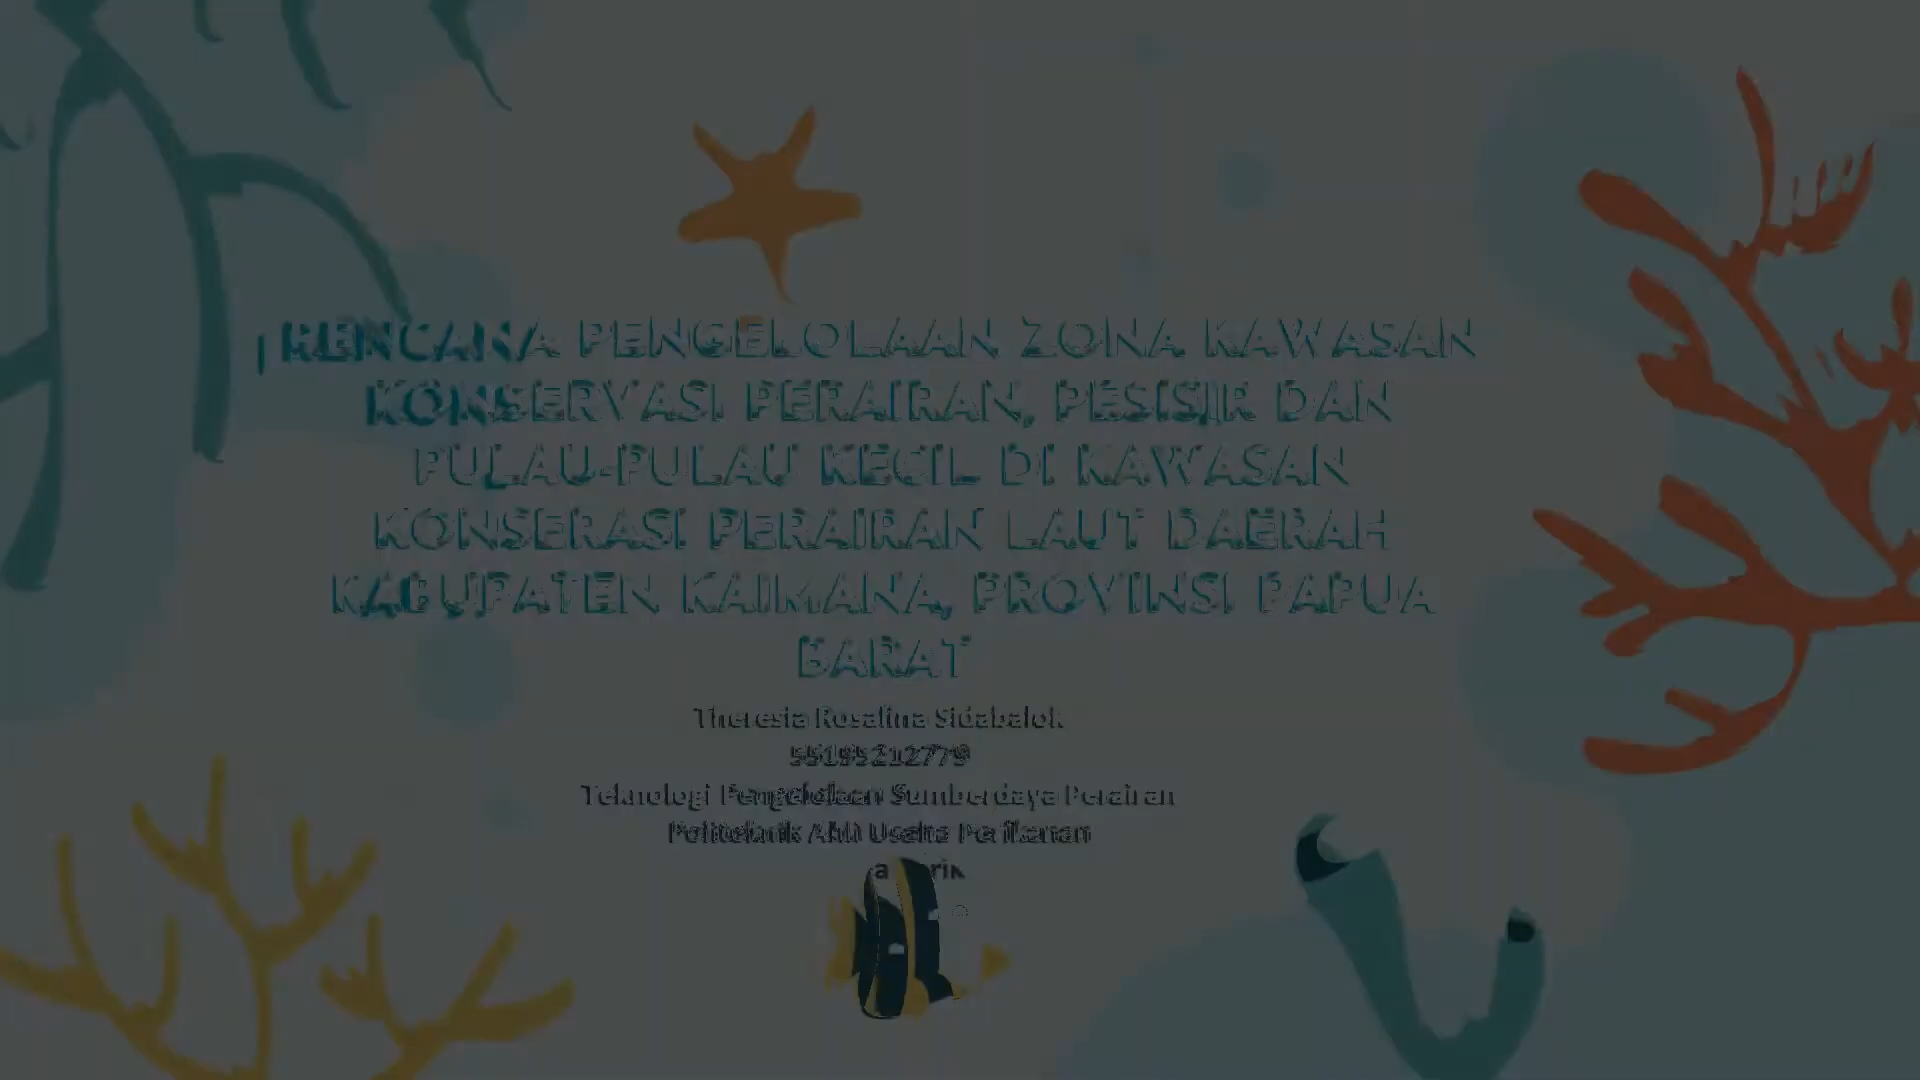 RENCANA PENGELOLAAN ZONA KAWASAN
KONSERVASI PERAIRAN, PESISIR DAN
PULAU-PULAU KECIL DI KAWASAN
KONSERASI PERAIRAN LAUT DAERAH
KABUPATEN KAIMANA, PROVINSI PAPUA
BARAT
Theresia Rosalina Sidabalok
55195212779
Teknologi Pengelolaan Sumberdaya Perairan
Politeknik Ahli Usaha Perikanan